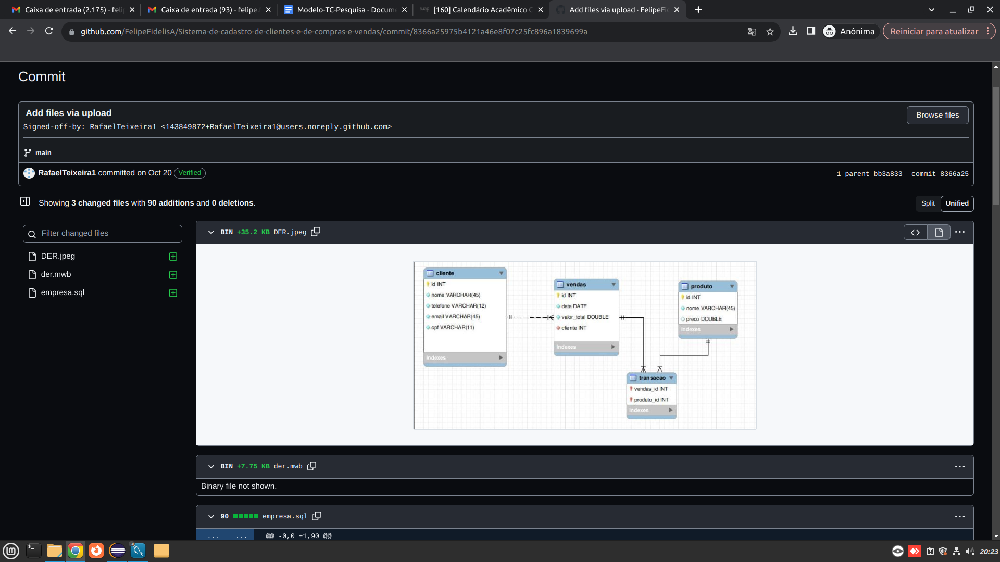 Caixa de entrada (2.175) - feli
Caixa de entrada (93) - felipe.
Modelo-TC-Pesquisa - Docume
suap [160] Calendário Acadêmico C
Add files via upload · FelipeFi
github.com/FelipeFidelisA/Sistema-de-cadastro-de-clientes-e-de-compras-e-vendas/commit/8366a25975b4121a46e8f07c25fc896a1839699a
Anônima
Reiniciar para atualizar
Commit
Add files via upload
Browse files
Signed-off-by: RafaelTeixeira1 <143849872+RafaelTeixeira1@users.noreply.github.com>
main
RafaelTeixeira1 committed on Oct 20 Verified
1 parent bb3a833 commit 8366a25
Showing 3 changed files with 90 additions and 0 deletions.
Split Unified
Filter changed files
DER.jpeg
der.mwb
empresa.sql
BIN +35.2 KB DER.jpeg
cliente
id INT
nome VARCHAR(45)
telefone VARCHAR(12)
email VARCHAR(45)
cpf VARCHAR(11)
Indexes
vendas
id INT
data DATE
valor_total DOUBLE
cliente INT
Indexes
produto
id INT
nome VARCHAR(45)
preco DOUBLE
Indexes
transacao
vendas_id INT
produto_id INT
Indexes
BIN +7.75 KB der.mwb
Binary file not shown.
90 empresa.sql
... ... @@ -0,0 +1,90 @@
4
20:23